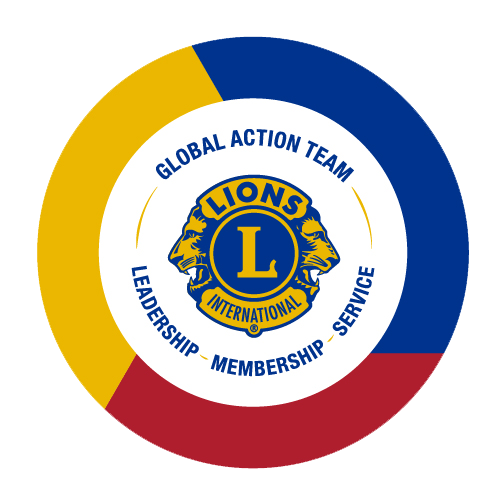 GLOBAL ACTION TEAM
LIONS
L
INTERNATIONAL
®
LEADERSHIP - MEMBERSHIP - SERVICE